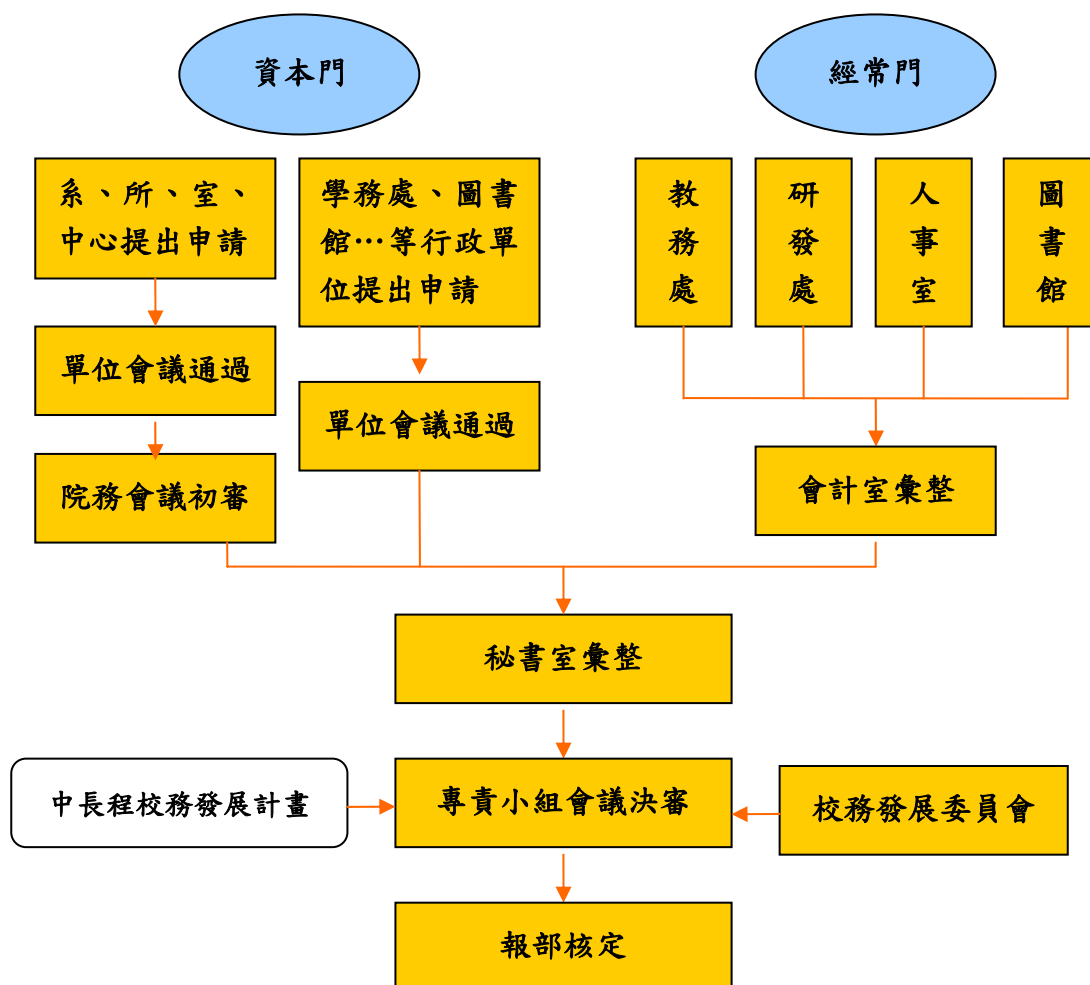 資本門
經常門
系、所、室、
中心提出申請
學務處、圖書
館…等行政單
位提出申請
教
務
處
研
發
處
人
事
室
圖
書
館
單位會議通過
單位會議通過
院務會議初審
會計室彙整
秘書室彙整
中長程校務發展計畫
專責小組會議決審
校務發展委員會
報部核定